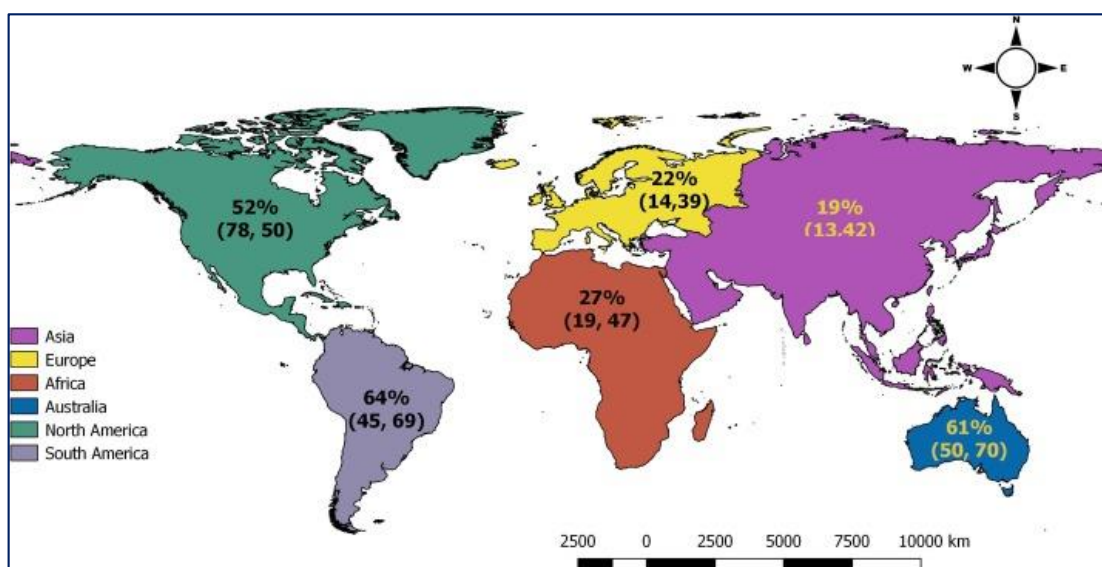 N
W E
S
52%
(78, 50)
22%
(14,39)
19%
(13.42)
27%
(19, 47)
64%
(45, 69)
61%
(50, 70)
Asia
Europe
Africa
Australia
North America
South America
2500 0 2500 5000 7500 10000 km